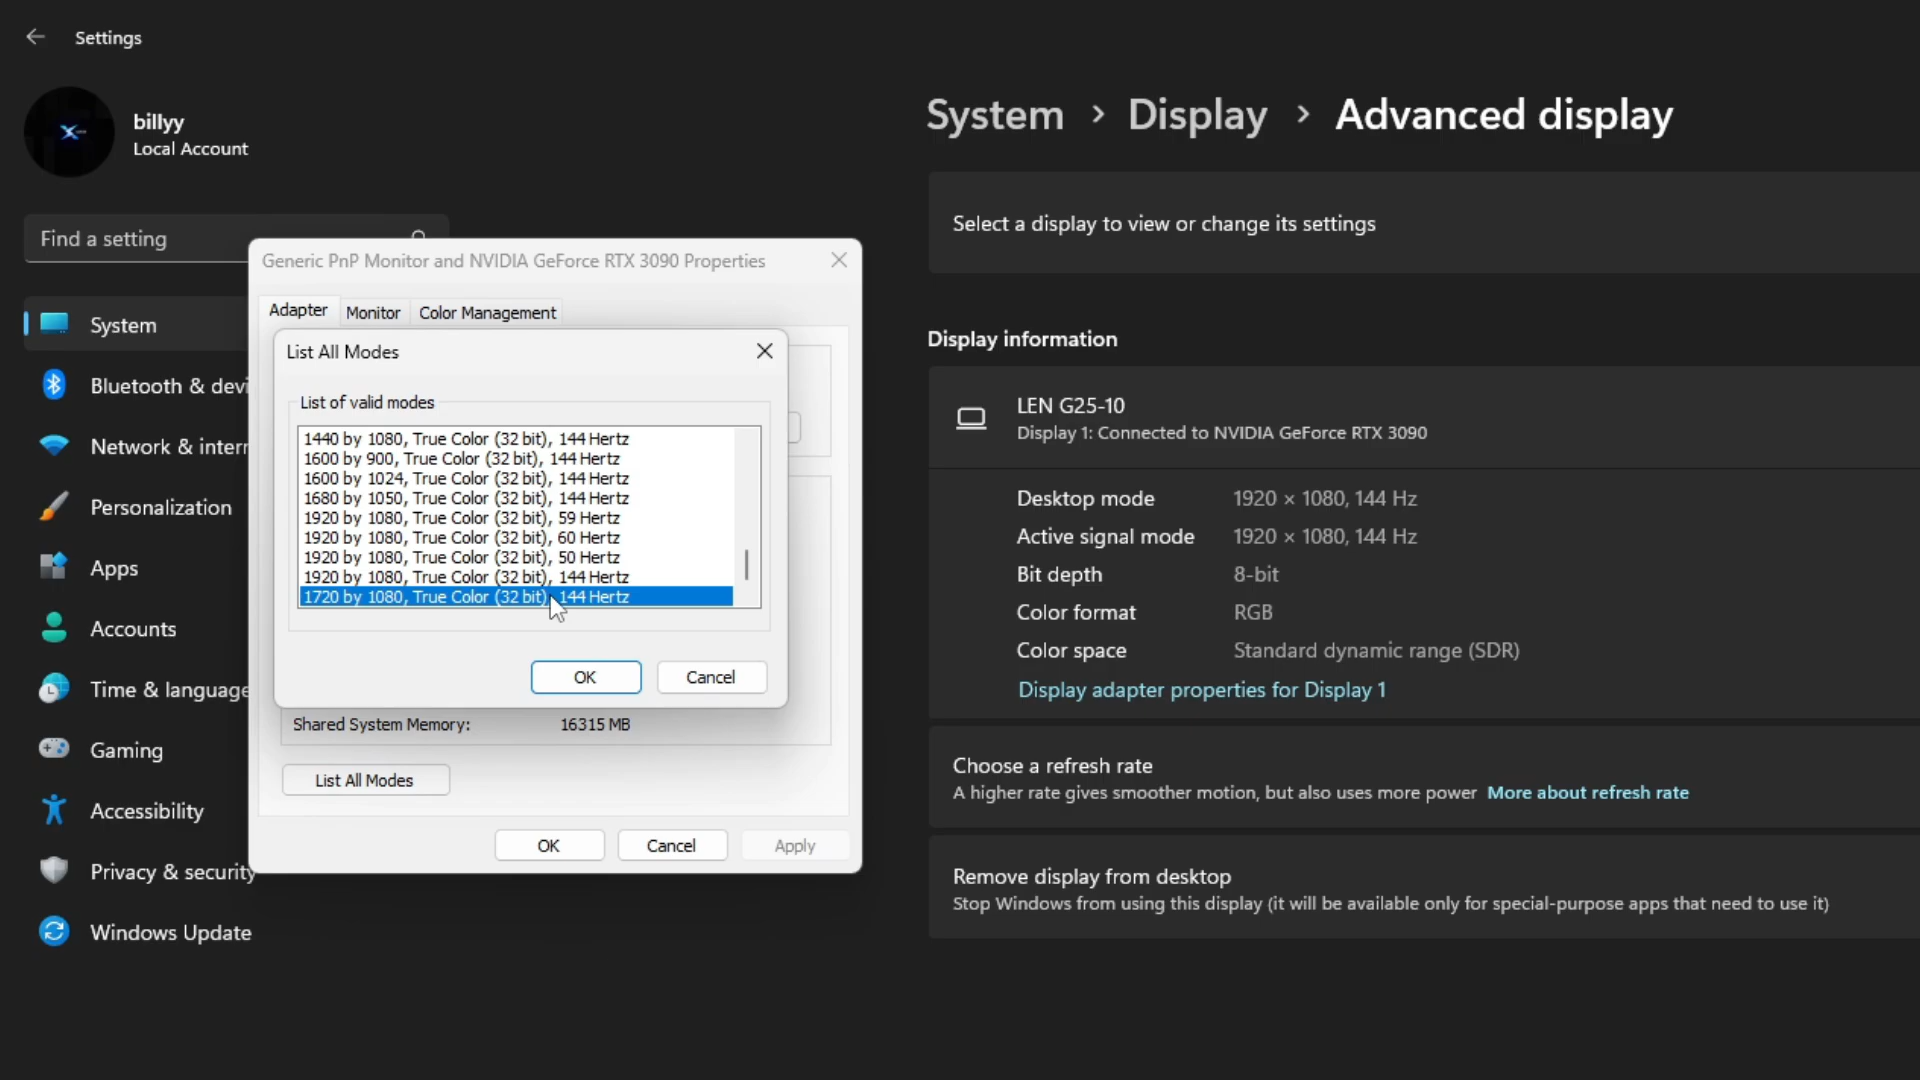 Settings
billyy
Local Account
Find a setting
System
Bluetooth & devi
Network & intern
Personalization
Apps
Accounts
Time & language
Gaming
Accessibility
Privacy & security
Windows Update
Generic PnP Monitor and NVIDIA GeForce RTX 3090 Properties
Adapter Monitor Color Management
List All Modes
List of valid modes
1440 by 1080, True Color (32 bit), 144 Hertz
1600 by 900, True Color (32 bit), 144 Hertz
1600 by 1024, True Color (32 bit), 144 Hertz
1680 by 1050, True Color (32 bit), 144 Hertz
1920 by 1080, True Color (32 bit), 59 Hertz
1920 by 1080, True Color (32 bit), 60 Hertz
1920 by 1080, True Color (32 bit), 50 Hertz
1920 by 1080, True Color (32 bit), 144 Hertz
1720 by 1080, True Color (32 bit), 144 Hertz
OK Cancel
Shared System Memory: 16315 MB
List All Modes
OK Cancel Apply
System > Display > Advanced display
Select a display to view or change its settings
Display information
LEN G25-10
Display 1: Connected to NVIDIA GeForce RTX 3090
Desktop mode 1920 × 1080, 144 Hz
Active signal mode 1920 × 1080, 144 Hz
Bit depth 8-bit
Color format RGB
Color space Standard dynamic range (SDR)
Display adapter properties for Display 1
Choose a refresh rate
A higher rate gives smoother motion, but also uses more power More about refresh rate
Remove display from desktop
Stop Windows from using this display (it will be available only for special-purpose apps that need to use it)